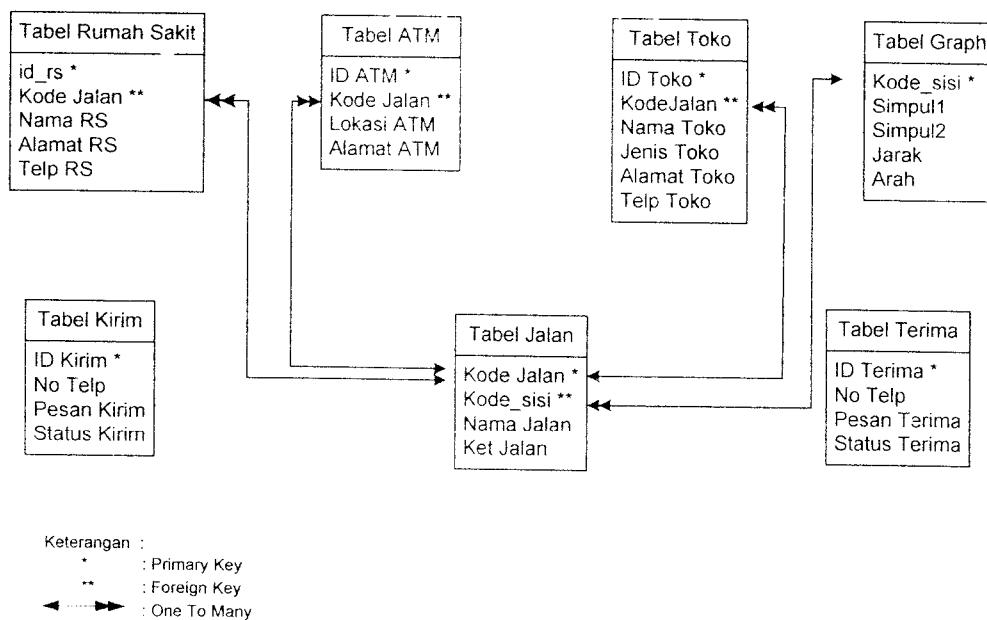 Tabel Rumah Sakit
id_rs *
Kode Jalan **
Nama RS
Alamat RS
Telp RS
Tabel ATM
ID ATM *
Kode Jalan **
Lokasi ATM
Alamat ATM
Tabel Toko
ID Toko *
KodeJalan **
Nama Toko
Jenis Toko
Alamat Toko
Telp Toko
Tabel Graph
Kode_sisi *
Simpul1
Simpul2
Jarak
Arah
Tabel Kirim
ID Kirim *
No Telp
Pesan Kirim
Status Kirim
Tabel Jalan
Kode Jalan *
Kode_sisi **
Nama Jalan
Ket Jalan
Tabel Terima
ID Terima *
No Telp
Pesan Terima
Status Terima
Keterangan :
* : Primary Key
** : Foreign Key
: One To Many